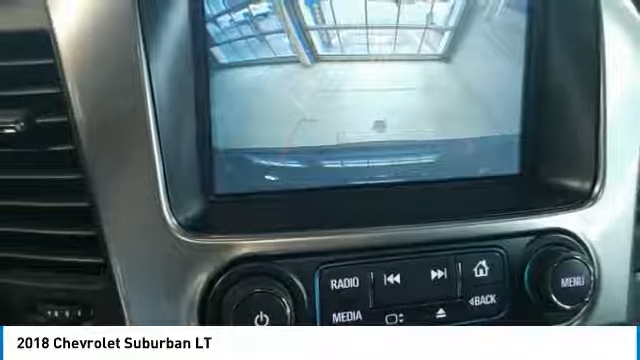 RADIO
MENU
BACK
MEDIA
2018 Chevrolet Suburban LT